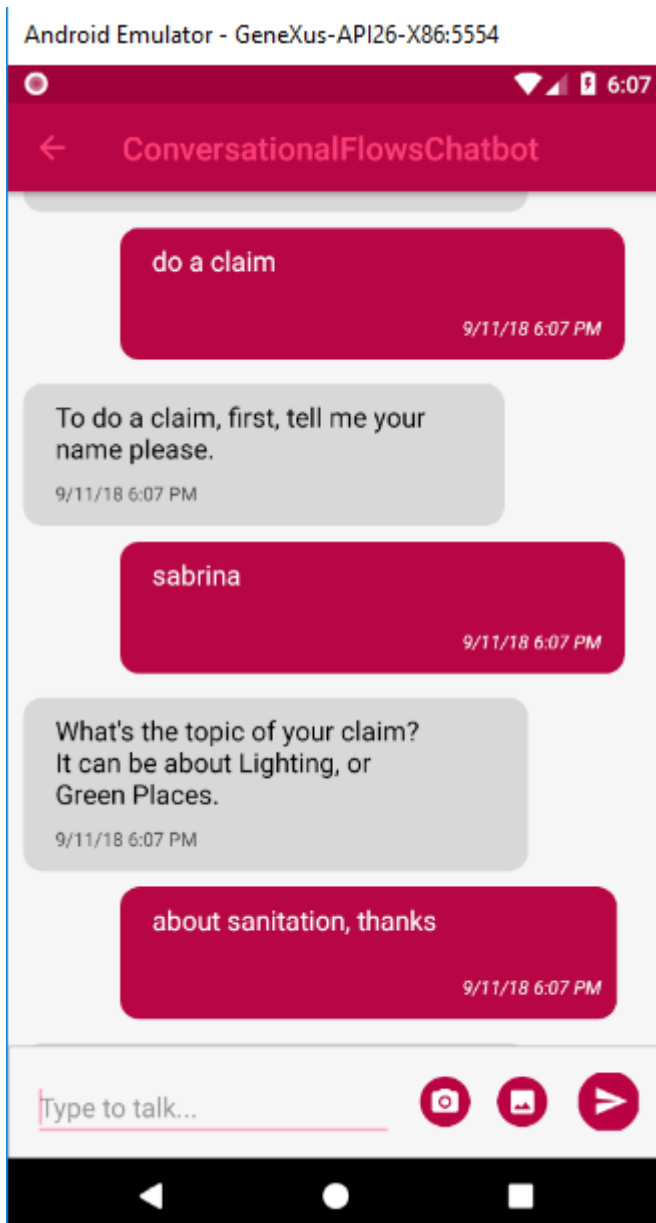 Android Emulator - GeneXus-API26-X86:5554
6:07
ConversationalFlowsChatbot
do a claim
9/11/18 6:07 PM
To do a claim, first, tell me your
name please.
9/11/18 6:07 PM
sabrina
9/11/18 6:07 PM
What's the topic of your claim?
It can be about Lighting, or
Green Places.
9/11/18 6:07 PM
about sanitation, thanks
9/11/18 6:07 PM
Type to talk...